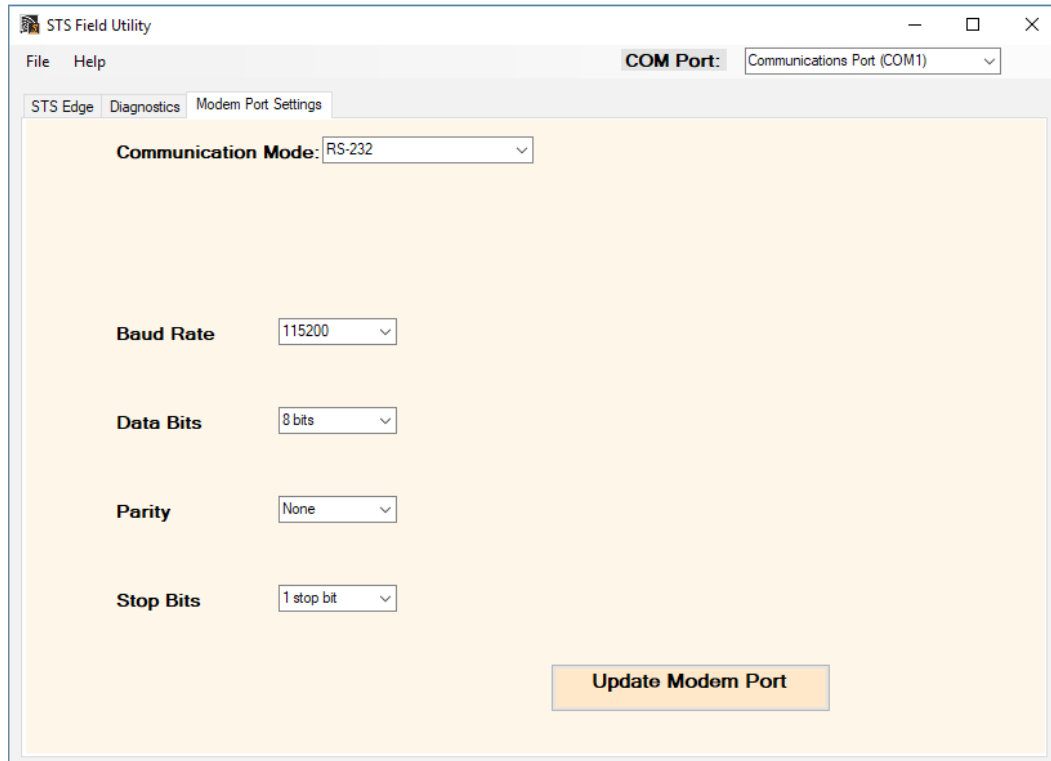 STS Field Utility
File Help COM Port: Communications Port (COM1)
STS Edge Diagnostics Modem Port Settings
Communication Mode: RS-232
Baud Rate 115200
Data Bits 8 bits
Parity None
Stop Bits 1 stop bit
Update Modem Port